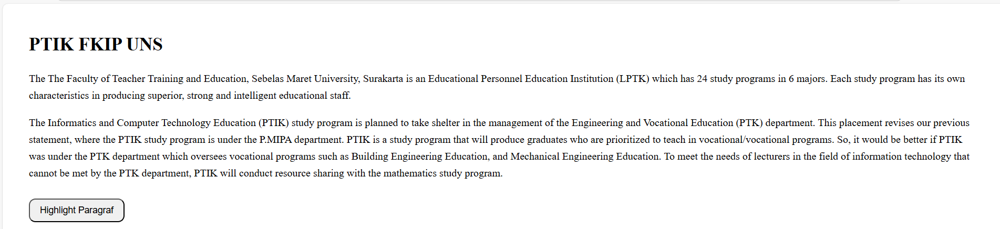 PTIK FKIP UNS
The The Faculty of Teacher Training and Education, Sebelas Maret University, Surakarta is an Educational Personnel Education Institution (LPTK) which has 24 study programs in 6 majors. Each study program has its own
characteristics in producing superior, strong and intelligent educational staff.
The Informatics and Computer Technology Education (PTIK) study program is planned to take shelter in the management of the Engineering and Vocational Education (PTK) department. This placement revises our previous
statement, where the PTIK study program is under the P.MIPA department. PTIK is a study program that will produce graduates who are prioritized to teach in vocational/vocational programs. So, it would be better if PTIK
was under the PTK department which oversees vocational programs such as Building Engineering Education, and Mechanical Engineering Education. To meet the needs of lecturers in the field of information technology that
cannot be met by the PTK department, PTIK will conduct resource sharing with the mathematics study program.
Highlight Paragraf